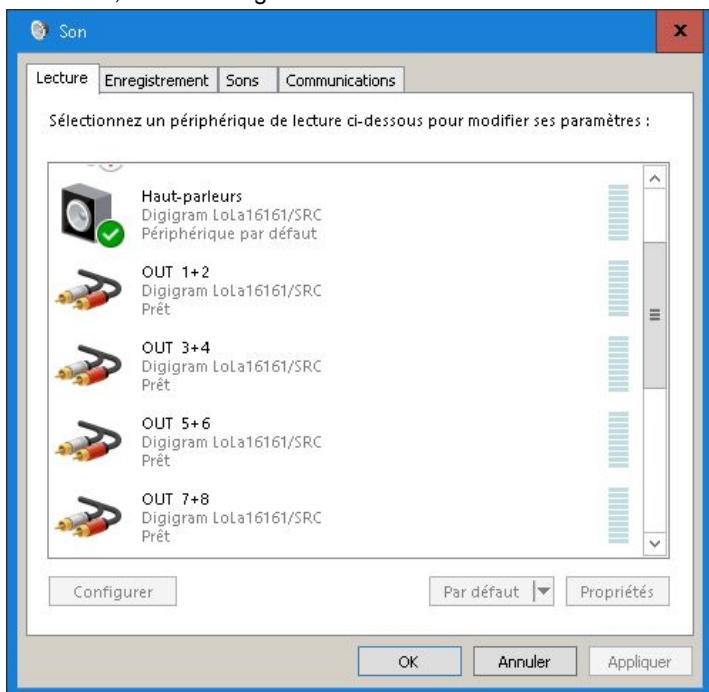 Son
Lecture
Enregistrement
Sons
Communications
Sélectionnez un périphérique de lecture ci-dessous pour modifier ses paramètres :
Haut-parleurs
Digigram LoLa16161/SRC
Périphérique par défaut
OUT 1+2
Digigram LoLa16161/SRC
Prêt
OUT 3+4
Digigram LoLa16161/SRC
Prêt
OUT 5+6
Digigram LoLa16161/SRC
Prêt
OUT 7+8
Digigram LoLa16161/SRC
Prêt
Configurer
Par défaut
Propriétés
OK
Annuler
Appliquer